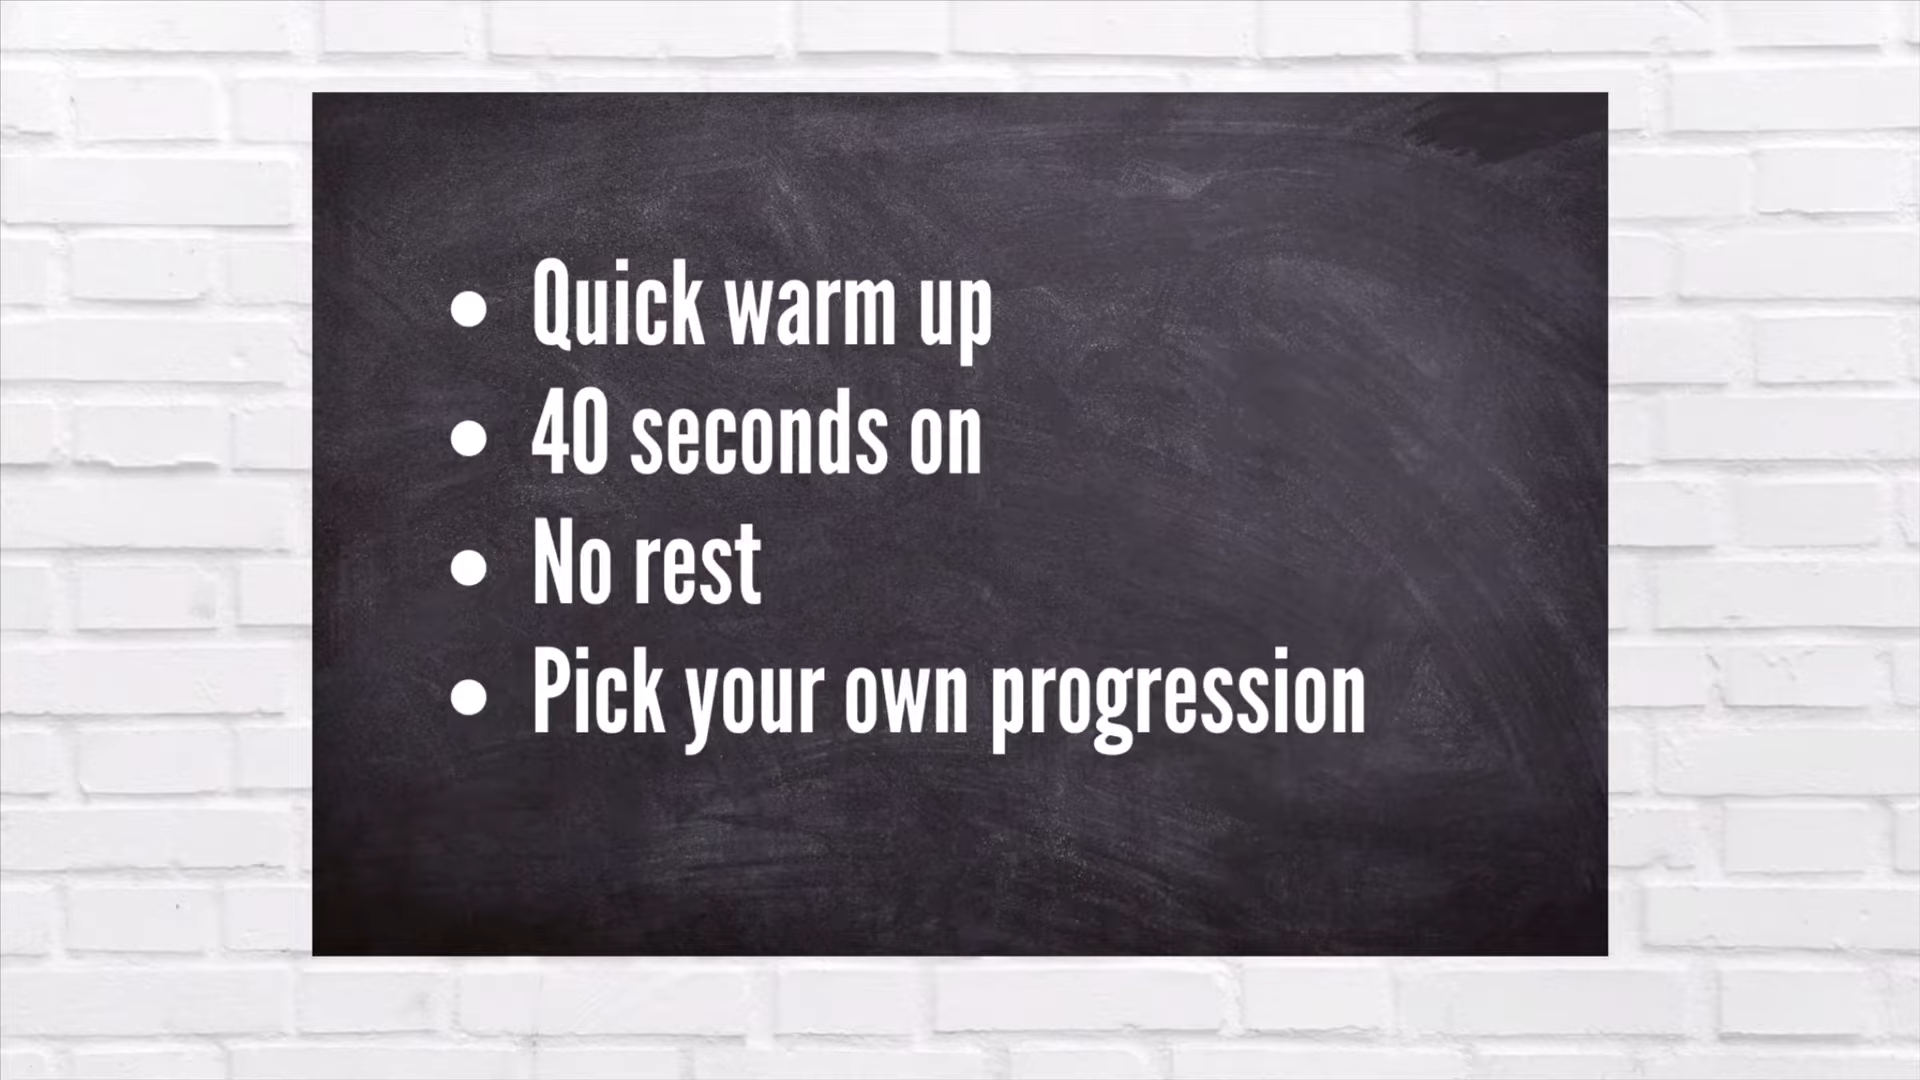 • Quick warm up
• 40 seconds on
• No rest
• Pick your own progression